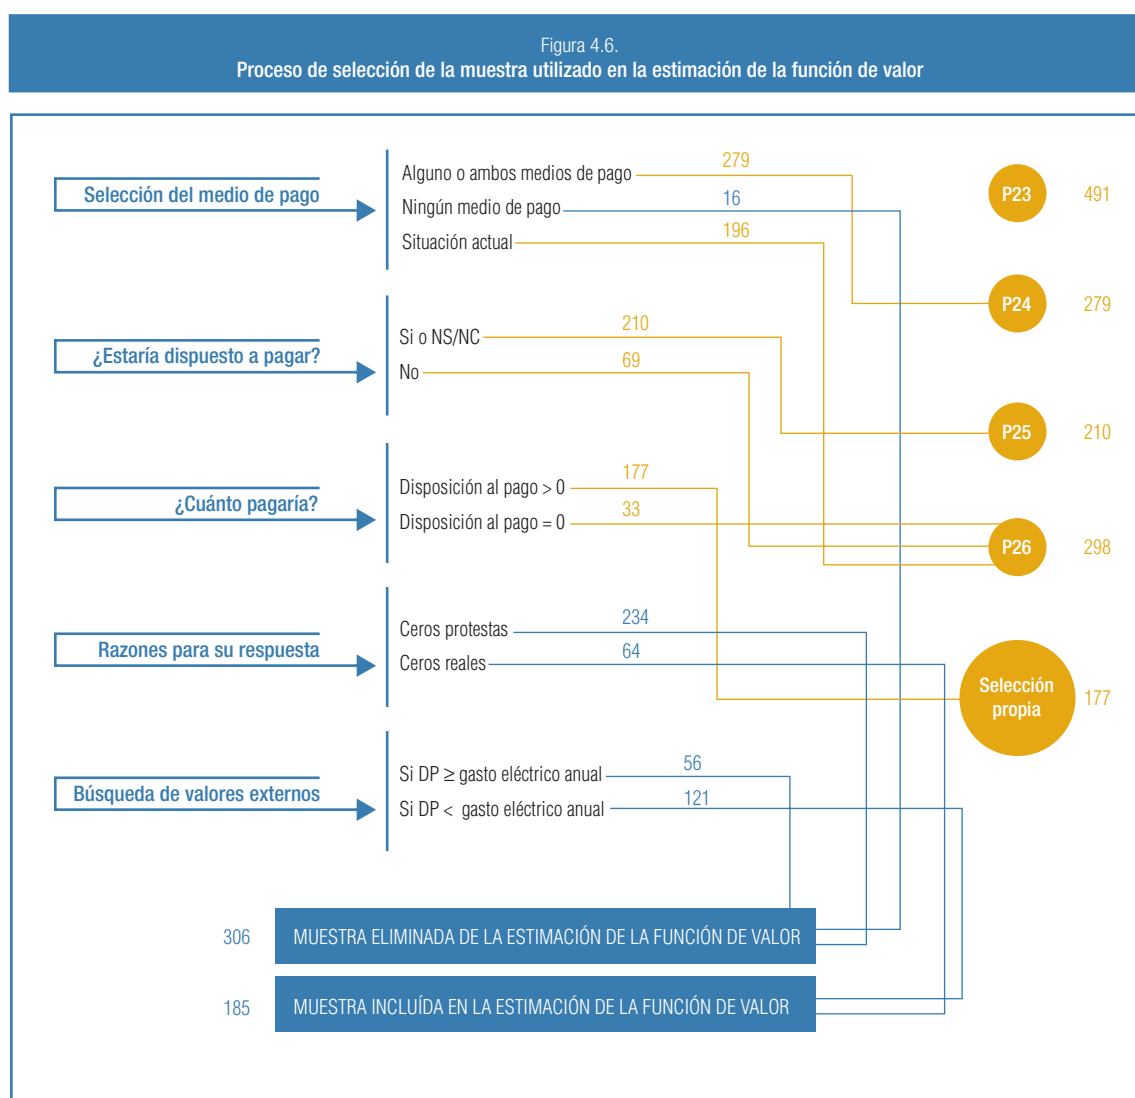 Figura 4.6.
Proceso de selección de la muestra utilizado en la estimación de la función de valor
Selección del medio de pago
Alguno o ambos medios de pago
279
Ningún medio de pago
16
Situación actual
196
P23
491
P24
279
¿Estaría dispuesto a pagar?
Si o NS/NC
210
No
69
P25
210
¿Cuánto pagaría?
Disposición al pago > 0
177
Disposición al pago = 0
33
P26
298
Razones para su respuesta
Ceros protestas
234
Ceros reales
64
Selección
propia
177
Búsqueda de valores externos
Si DP ≥ gasto eléctrico anual
56
Si DP < gasto eléctrico anual
121
306
MUESTRA ELIMINADA DE LA ESTIMACIÓN DE LA FUNCIÓN DE VALOR
185
MUESTRA INCLUÍDA EN LA ESTIMACIÓN DE LA FUNCIÓN DE VALOR